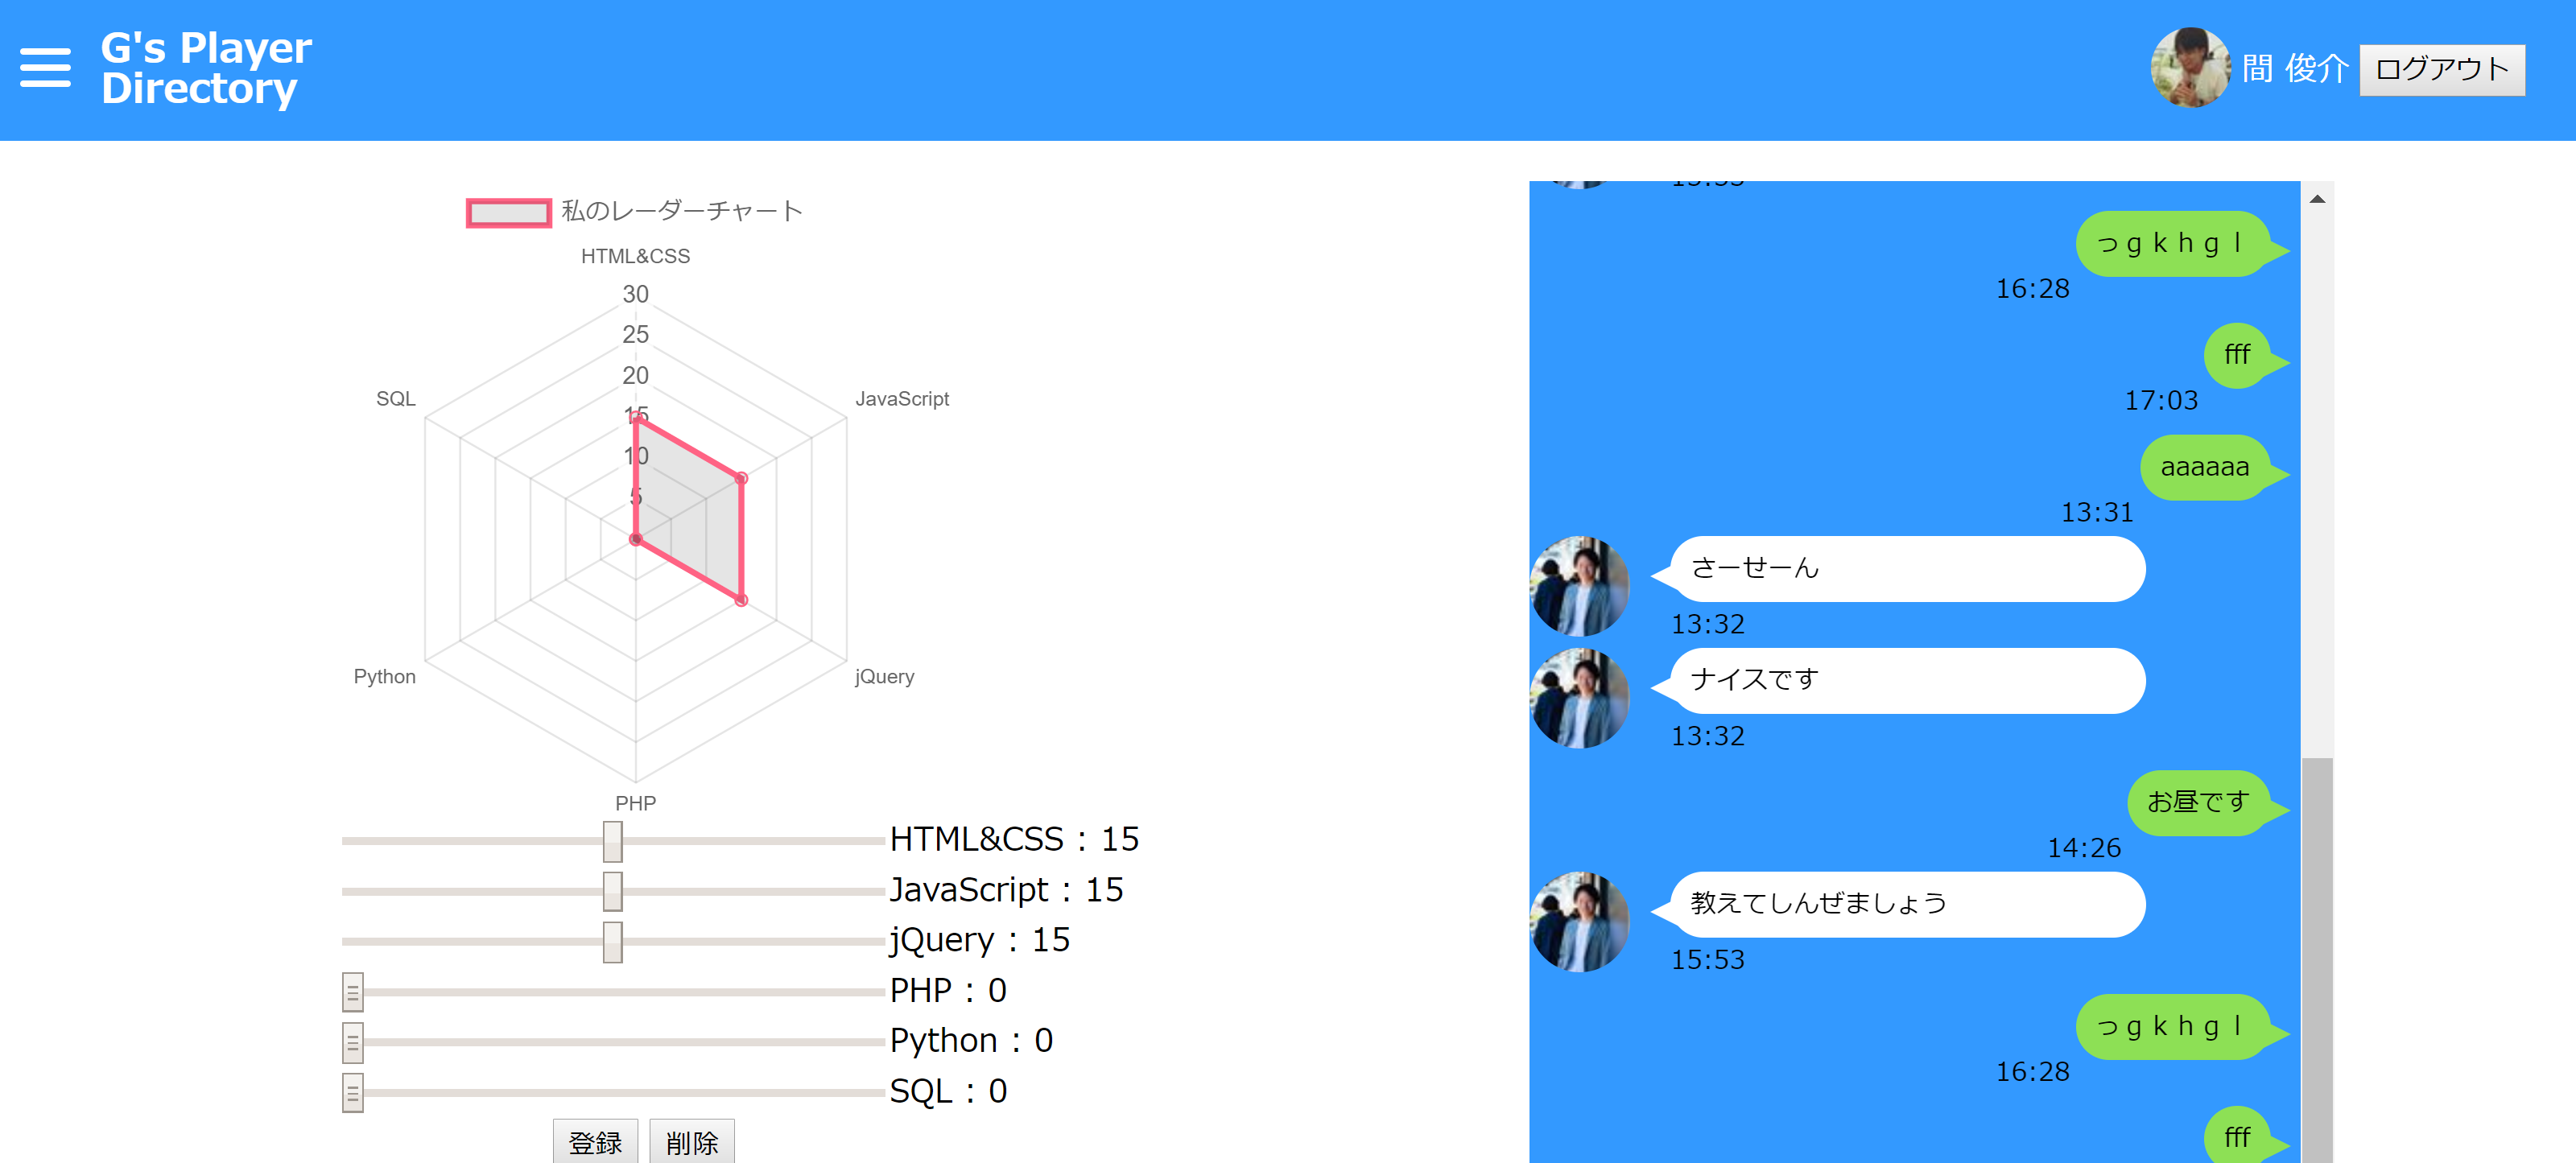 G's Player
Directory
間 俊介
ログアウト
私のレーダーチャート
HTML&CSS
30
25
20
15
10
5
SQL
JavaScript
Python
jQuery
PHP
HTML&CSS : 15
JavaScript : 15
jQuery : 15
PHP : 0
Python : 0
SQL : 0
登録
削除
っｇｋｈｇｌ
16:28
fff
17:03
aaaaaa
13:31
さーせーん
13:32
ナイスです
13:32
お昼です
14:26
教えてしんぜましょう
15:53
っｇｋｈｇｌ
16:28
fff